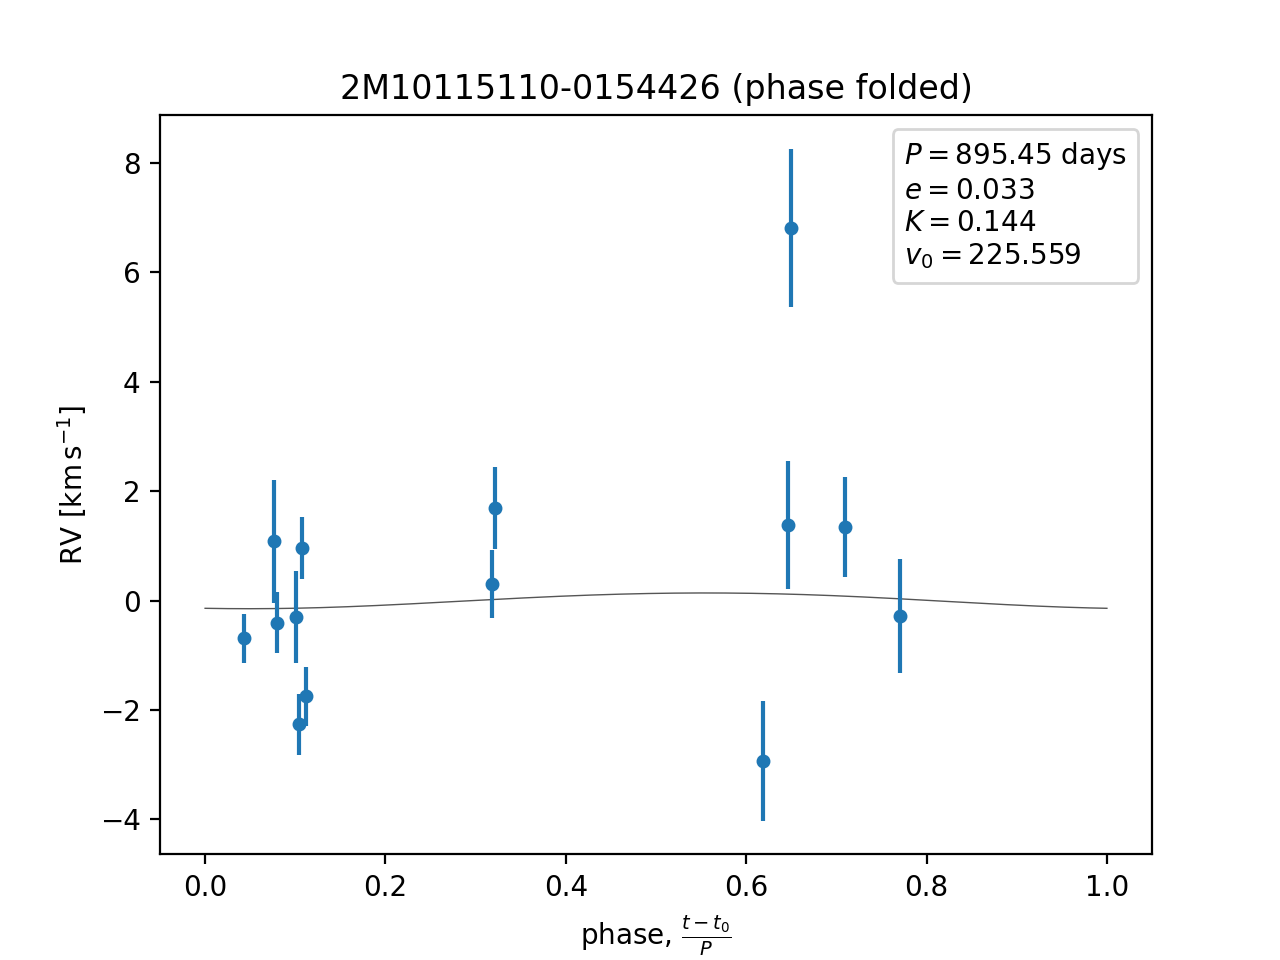 2M10115110-0154426 (phase folded)
P = 895.45 days
e = 0.033
K = 0.144
v₀ = 225.559
8
6
4
2
0
−2
−4
RV [km s⁻¹]
0.0 0.2 0.4 0.6 0.8 1.0
phase, (t − t₀)/P